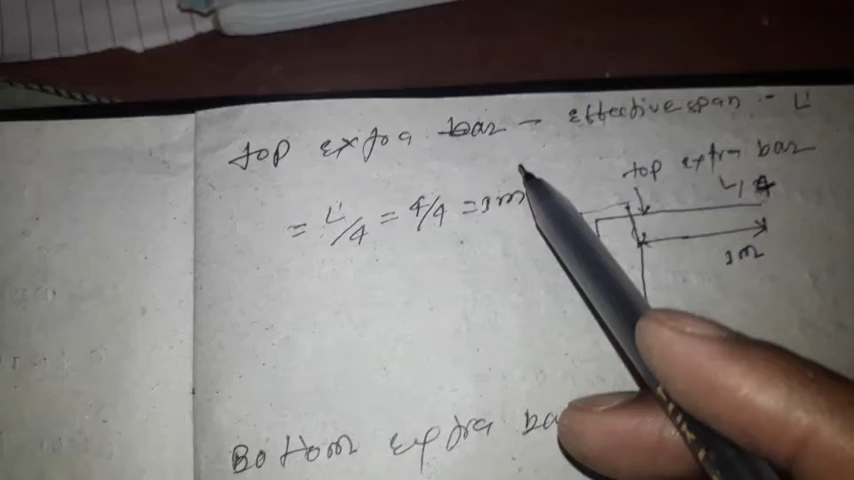 top extra bar - effective span - L
= L/4 = 4/4 = 1m
top extra bar
L/4
1m
Bottom extra ba